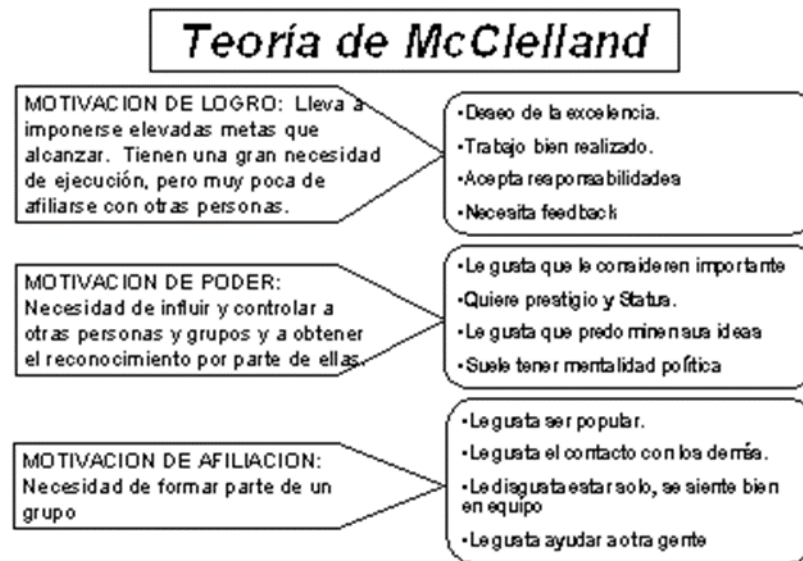 Teoría de McClelland
MOTIVACION DE LOGRO: Lleva a
imponerse elevadas metas que
alcanzar. Tienen una gran necesidad
de ejecución, pero muy poca de
afiliarse con otras personas.
•Deseo de la excelencia.
•Trabajo bien realizado.
•Acepta responsabilidades
•Necesita feedback
MOTIVACION DE PODER:
Necesidad de influir y controlar a
otras personas y grupos y a obtener
el reconocimiento por parte de ellas.
•Le gusta que le consideren importante
•Quiere prestigio y Status.
•Le gusta que predominen sus ideas
•Suele tener mentalidad política
MOTIVACION DE AFILIACION:
Necesidad de formar parte de un
grupo
•Le gusta ser popular.
•Le gusta el contacto con los demás.
•Le disgusta estar solo, se siente bien
en equipo
•Le gusta ayudar a otra gente